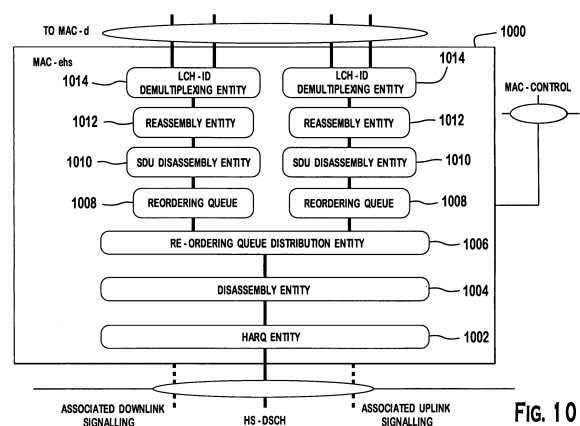 TO MAC-d
1000
MAC-ehs
1014
LCH-ID
DEMULTIPLEXING ENTITY
LCH-ID
DEMULTIPLEXING ENTITY
1014
MAC-CONTROL
1012
REASSEMBLY ENTITY
REASSEMBLY ENTITY
1012
1010
SDU DISASSEMBLY ENTITY
SDU DISASSEMBLY ENTITY
1010
1008
REORDERING QUEUE
REORDERING QUEUE
1008
RE-ORDERING QUEUE DISTRIBUTION ENTITY
1006
DISASSEMBLY ENTITY
1004
HARQ ENTITY
1002
ASSOCIATED DOWNLINK
SIGNALLING
HS-DSCH
ASSOCIATED UPLINK
SIGNALLING
FIG. 10